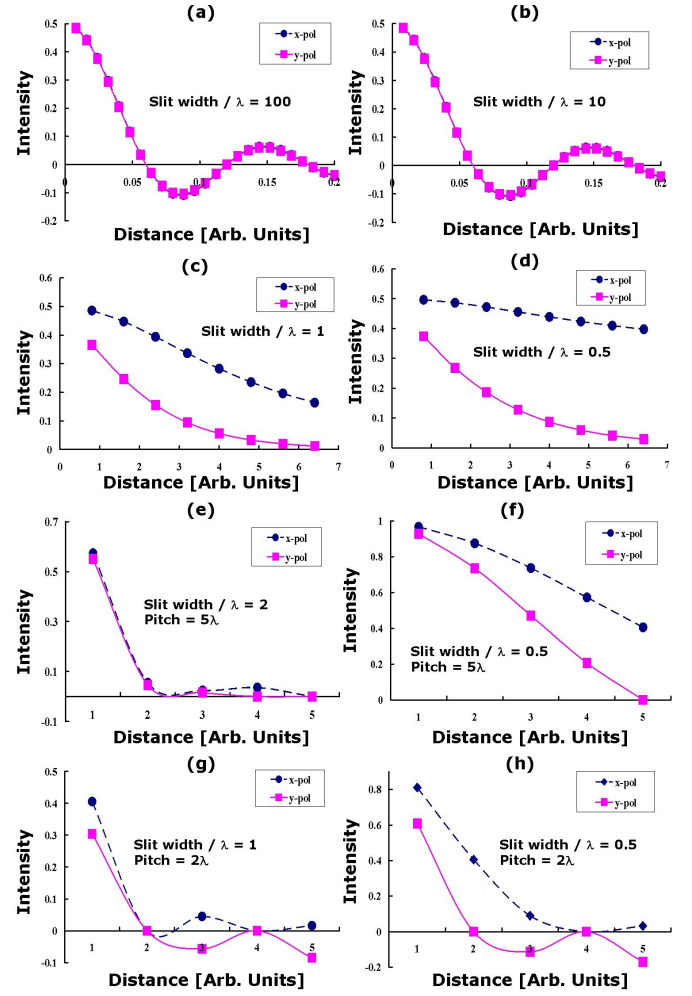 (a)
0.5
0.4
0.3
0.2
0.1
0
-0.1
-0.2
0
0.05
0.1
0.15
0.2
x-pol
y-pol
Slit width / λ = 100
Intensity
Distance [Arb. Units]
(b)
0.5
0.4
0.3
0.2
0.1
0
-0.1
-0.2
0
0.05
0.1
0.15
0.2
x-pol
y-pol
Slit width / λ = 10
Intensity
Distance [Arb. Units]
(c)
0.6
0.5
0.4
0.3
0.2
0.1
0
0 1 2 3 4 5 6 7
x-pol
y-pol
Slit width / λ = 1
Intensity
Distance [Arb. Units]
(d)
0.6
0.5
0.4
0.3
0.2
0.1
0
0 1 2 3 4 5 6 7
x-pol
y-pol
Slit width / λ = 0.5
Intensity
Distance [Arb. Units]
(e)
0.7
0.5
0.3
0.1
-0.1
1 2 3 4 5
x-pol
y-pol
Slit width / λ = 2
Pitch = 5λ
Intensity
Distance [Arb. Units]
(f)
1
0.8
0.6
0.4
0.2
0
1 2 3 4 5
x-pol
y-pol
Slit width / λ = 0.5
Pitch = 5λ
Intensity
Distance [Arb. Units]
(g)
0.5
0.4
0.3
0.2
0.1
0
-0.1
1 2 3 4 5
x-pol
y-pol
Slit width / λ = 1
Pitch = 2λ
Intensity
Distance [Arb. Units]
(h)
0.8
0.6
0.4
0.2
0
-0.2
1 2 3 4 5
x-pol
y-pol
Slit width / λ = 0.5
Pitch = 2λ
Intensity
Distance [Arb. Units]